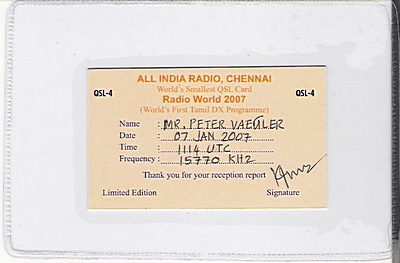 ALL INDIA RADIO, CHENNAI
World's Smallest QSL Card
QSL-4 Radio World 2007 QSL-4
(World's First Tamil DX Programme)
Name : MR. PETER VAEGLER
Date : 07 JAN 2007
Time : 1114 UTC
Frequency : 15770 KHz
Thank you for your reception report
Limited Edition Signature